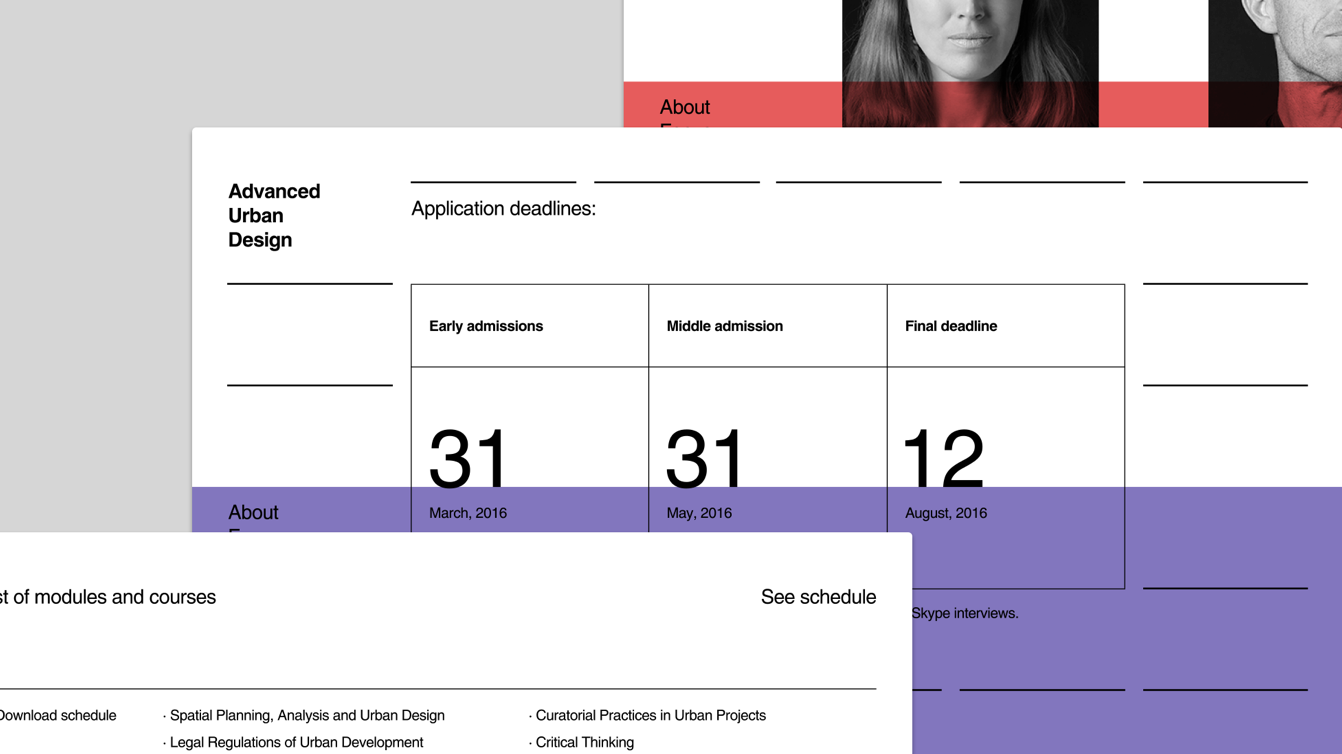 About
Advanced
Urban
Design
Application deadlines:
Early admissions
Middle admission
Final deadline
31
31
12
About
March, 2016
May, 2016
August, 2016
of modules and courses
See schedule
Skype interviews.
Download schedule
· Spatial Planning, Analysis and Urban Design
· Curatorial Practices in Urban Projects
· Legal Regulations of Urban Development
· Critical Thinking